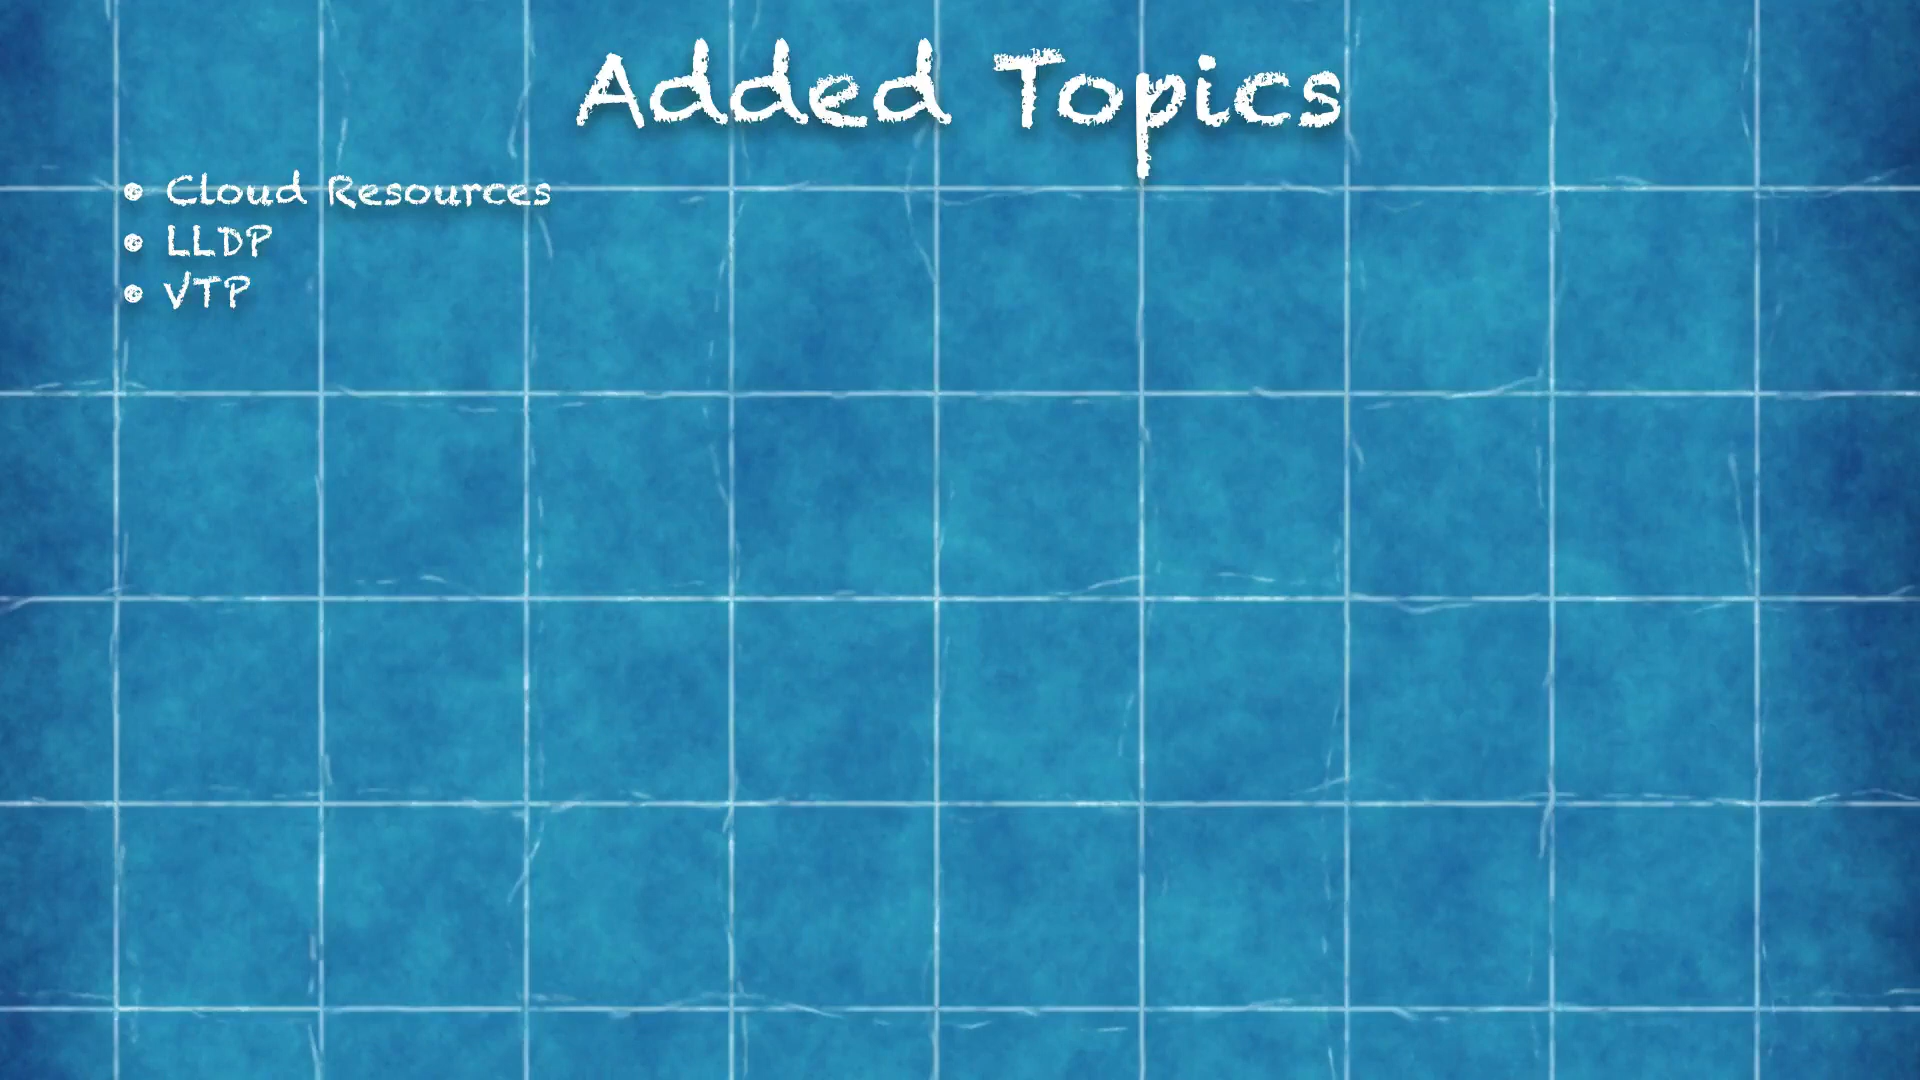 Added Topics
• Cloud Resources
• LLDP
• VTP